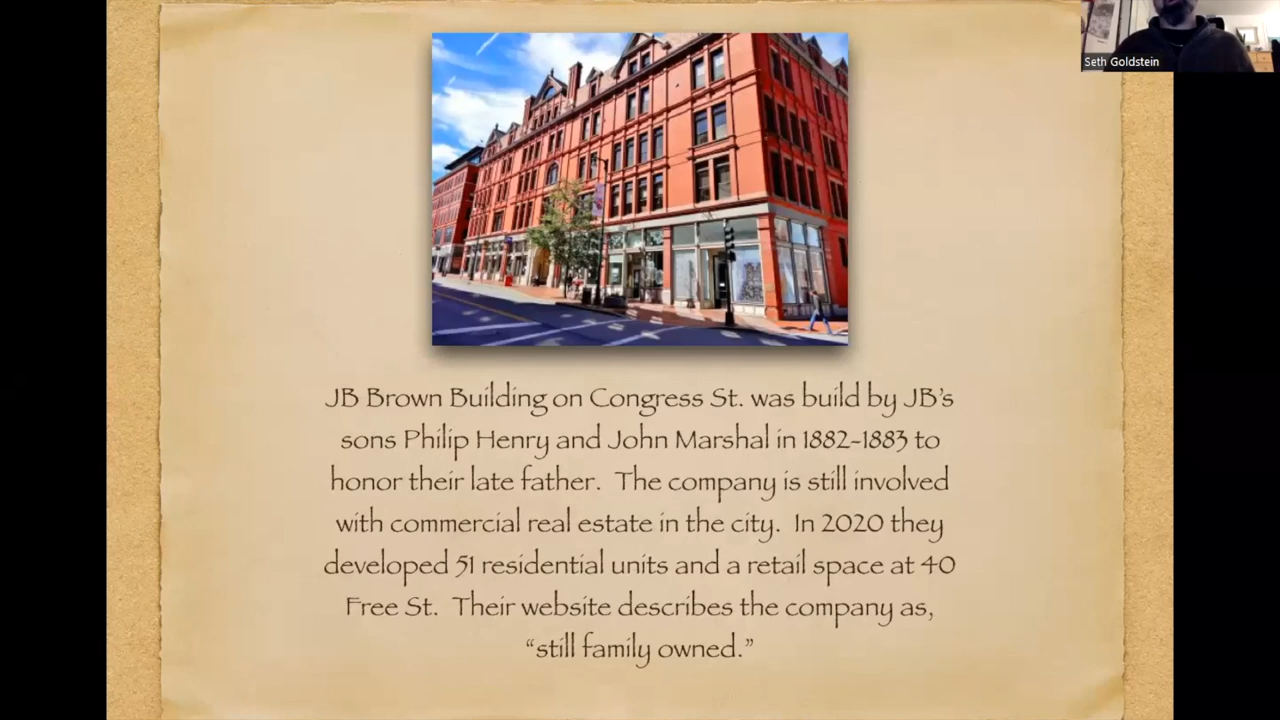 Seth Goldstein
JB Brown Building on Congress St. was build by JB's
sons Philip Henry and John Marshal in 1882-1883 to
honor their late father. The company is still involved
with commercial real estate in the city. In 2020 they
developed 51 residential units and a retail space at 40
Free St. Their website describes the company as,
“still family owned.”